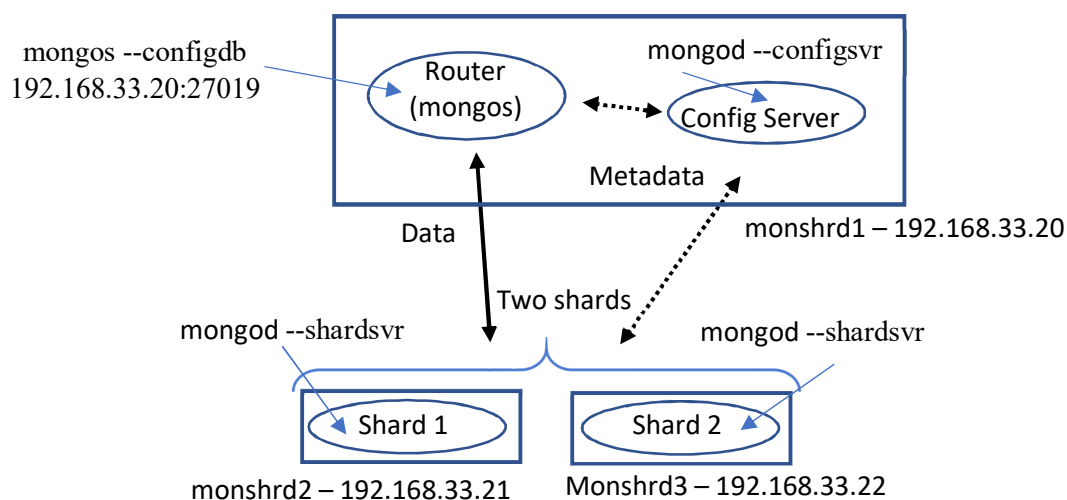 mongos --configdb
192.168.33.20:27019
Router
(mongos)
mongod --configsvr
Config Server
Metadata
monshrd1 – 192.168.33.20
Data
Two shards
mongod --shardsvr
mongod --shardsvr
Shard 1
Shard 2
monshrd2 – 192.168.33.21
Monshrd3 – 192.168.33.22